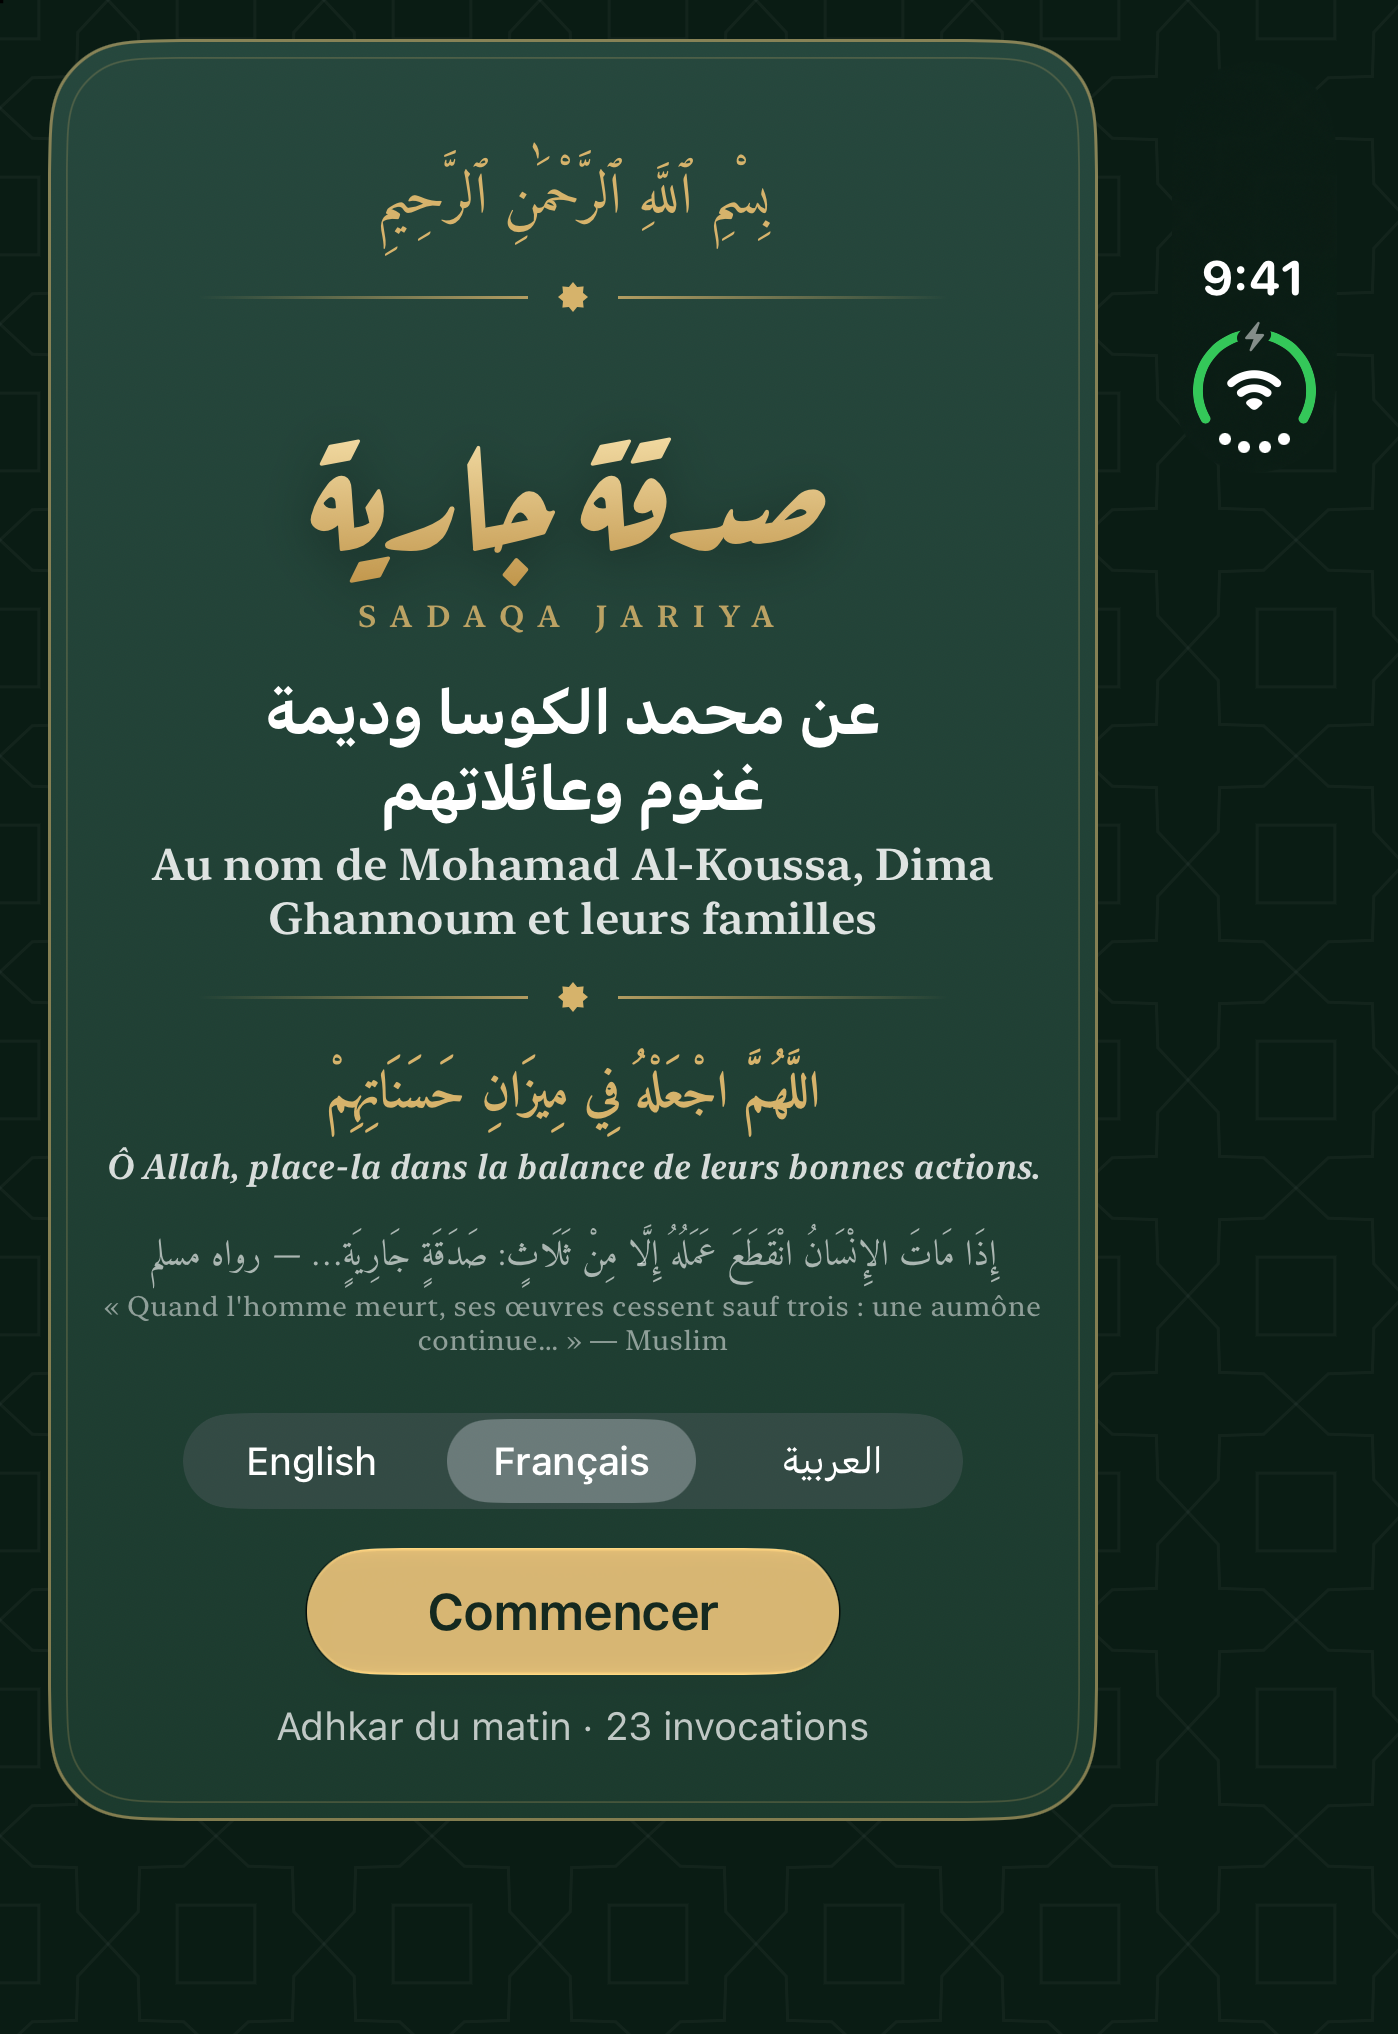 بِسْمِ ٱللَّهِ ٱلرَّحْمَٰنِ ٱلرَّحِيمِ
9:41
صدقة جارية
SADAQA JARIYA
عن محمد الكوسا وديمة
غنوم وعائلاتهم
Au nom de Mohamad Al-Koussa, Dima
Ghannoum et leurs familles
اللَّهُمَّ اجْعَلْهُ فِي مِيزَانِ حَسَنَاتِهِمْ
Ô Allah, place-la dans la balance de leurs bonnes actions.
إِذَا مَاتَ الإِنْسَانُ انْقَطَعَ عَمَلُهُ إِلَّا مِنْ ثَلَاثٍ: صَدَقَةٍ جَارِيَةٍ... — رواه مسلم
« Quand l'homme meurt, ses œuvres cessent sauf trois : une aumône
continue... » — Muslim
English Français العربية
Commencer
Adhkar du matin · 23 invocations